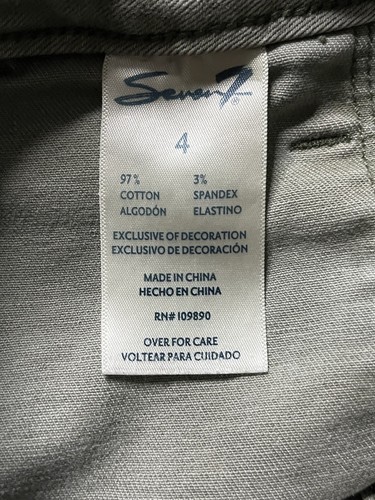 Seven7®
4
97% 3%
COTTON SPANDEX
ALGODÓN ELASTINO
EXCLUSIVE OF DECORATION
EXCLUSIVO DE DECORACIÓN
MADE IN CHINA
HECHO EN CHINA
RN# 109890
OVER FOR CARE
VOLTEAR PARA CUIDADO